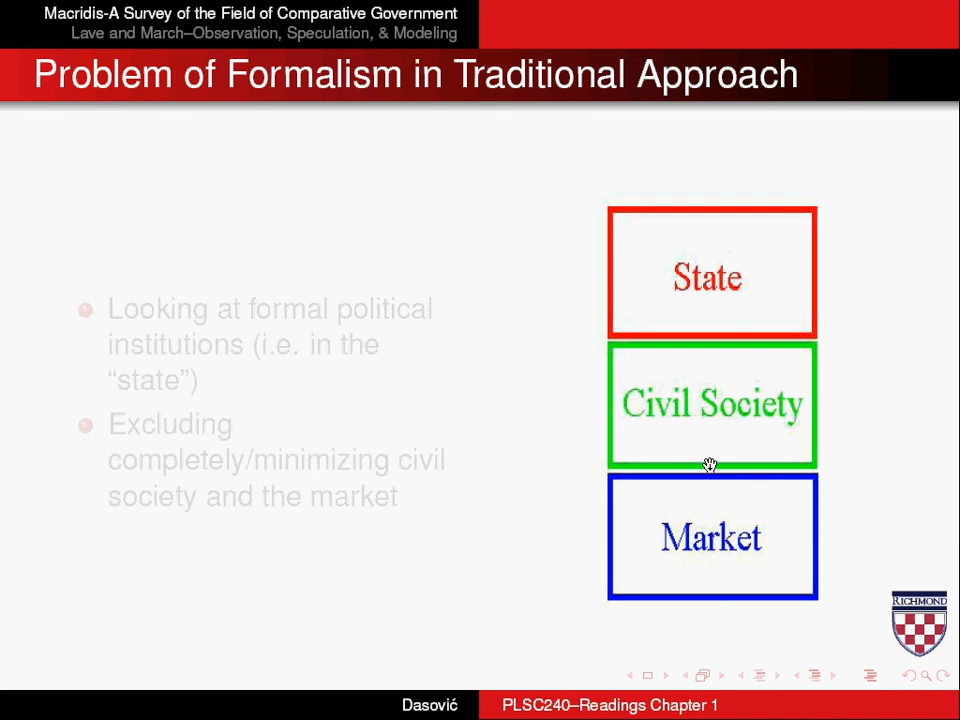 Macridis-A Survey of the Field of Comparative Government
Lave and March–Observation, Speculation, & Modeling
Problem of Formalism in Traditional Approach
Looking at formal political
institutions (i.e. in the
“state”)
Excluding
completely/minimizing civil
society and the market
State
Civil Society
Market
RICHMOND
Dasović
PLSC240–Readings Chapter 1